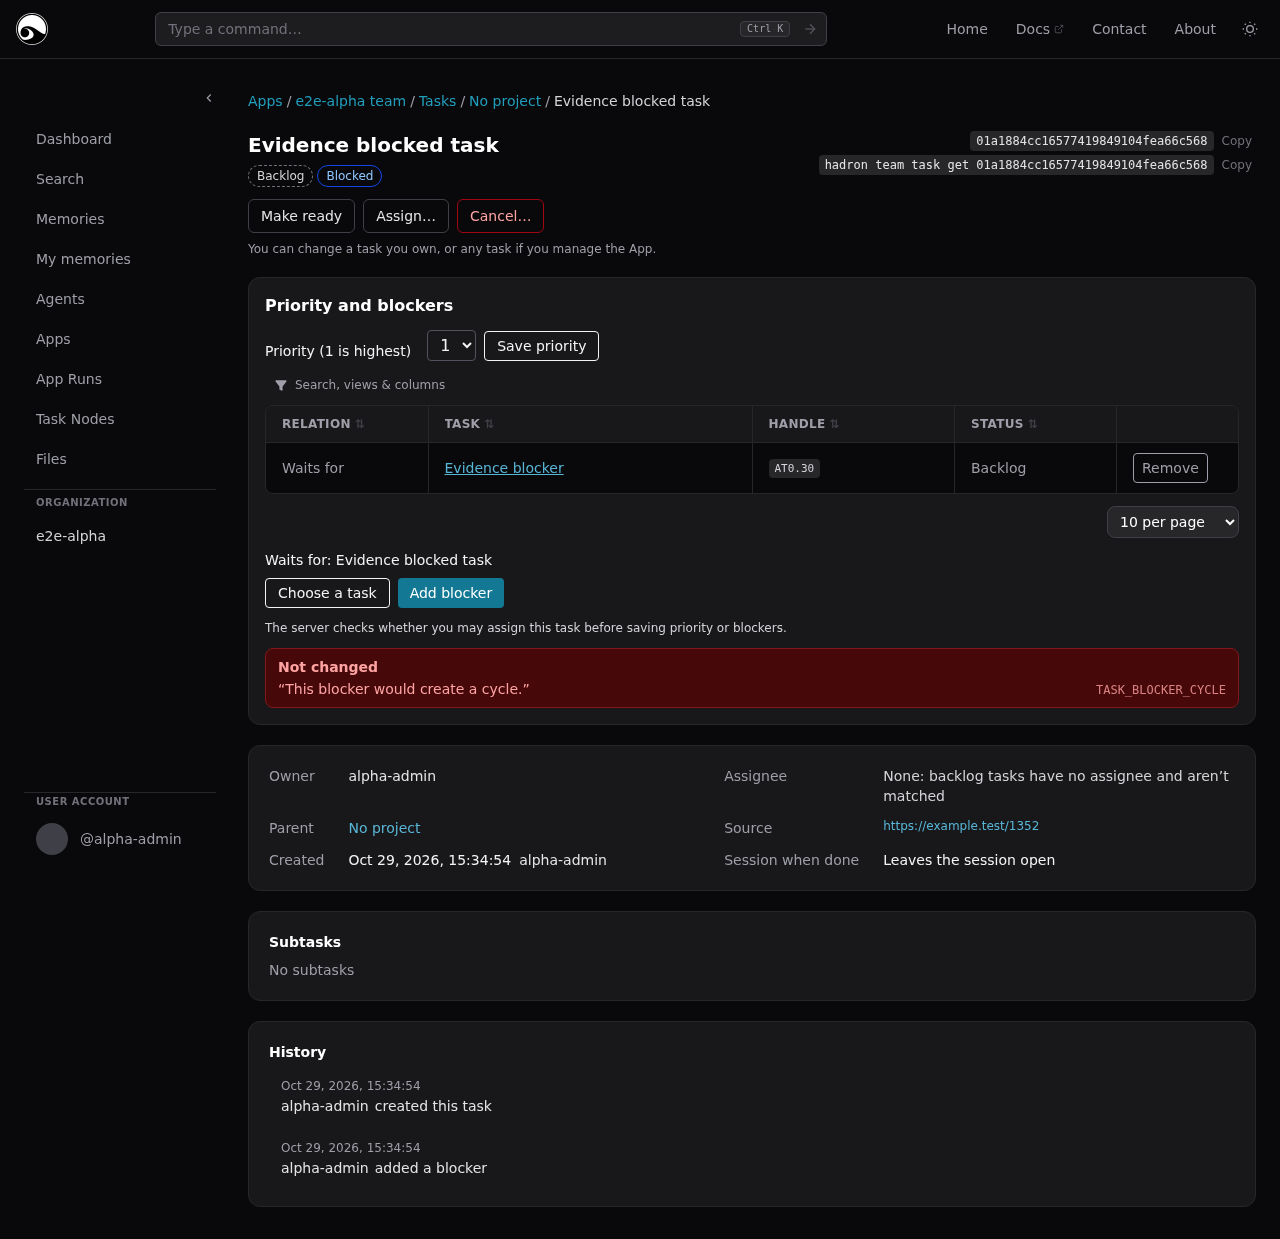 Type a command...
Ctrl K
Home
Docs
Contact
About
Apps / e2e-alpha team / Tasks / No project / Evidence blocked task
Dashboard
Search
Memories
My memories
Agents
Apps
App Runs
Task Nodes
Files
ORGANIZATION
e2e-alpha
USER ACCOUNT
@alpha-admin
Evidence blocked task
01a1884cc16577419849104fea66c568 Copy
hadron team task get 01a1884cc16577419849104fea66c568 Copy
Backlog
Blocked
Make ready
Assign…
Cancel…
You can change a task you own, or any task if you manage the App.
Priority and blockers
Priority (1 is highest)
1
Save priority
Search, views & columns
RELATION
TASK
HANDLE
STATUS
Waits for
Evidence blocker
AT0.30
Backlog
Remove
10 per page
Waits for: Evidence blocked task
Choose a task
Add blocker
The server checks whether you may assign this task before saving priority or blockers.
Not changed
“This blocker would create a cycle.”
TASK_BLOCKER_CYCLE
Owner
alpha-admin
Assignee
None: backlog tasks have no assignee and aren’t
matched
Parent
No project
Source
https://example.test/1352
Created
Oct 29, 2026, 15:34:54 alpha-admin
Session when done
Leaves the session open
Subtasks
No subtasks
History
Oct 29, 2026, 15:34:54
alpha-admin created this task
Oct 29, 2026, 15:34:54
alpha-admin added a blocker